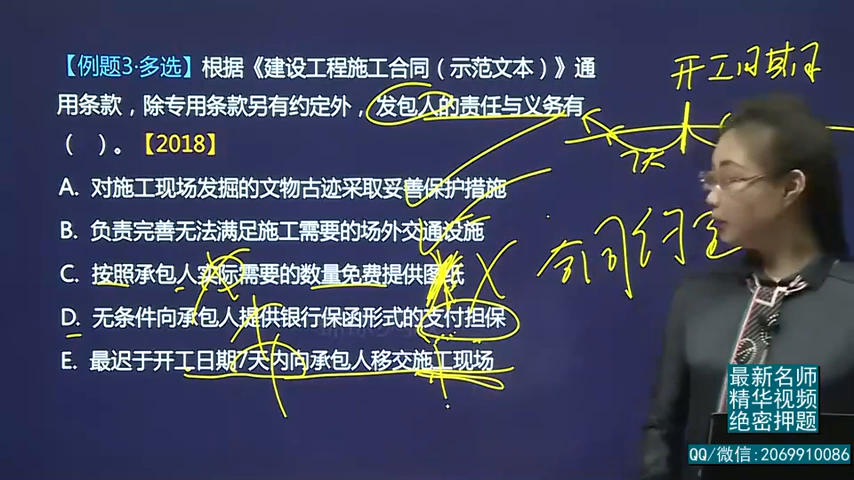 【例题3·多选】根据《建设工程施工合同（示范文本）》通
用条款，除专用条款另有约定外，发包人的责任与义务有
（　）。【2018】
A. 对施工现场发掘的文物古迹采取妥善保护措施
B. 负责完善无法满足施工需要的场外交通设施
C. 按照承包人实际需要的数量免费提供图纸
D. 无条件向承包人提供银行保函形式的支付担保
E. 最迟于开工日期7天内向承包人移交施工现场
开工日期
7天
合同约定
最新名师
精华视频
绝密押题
QQ/微信:2069910086